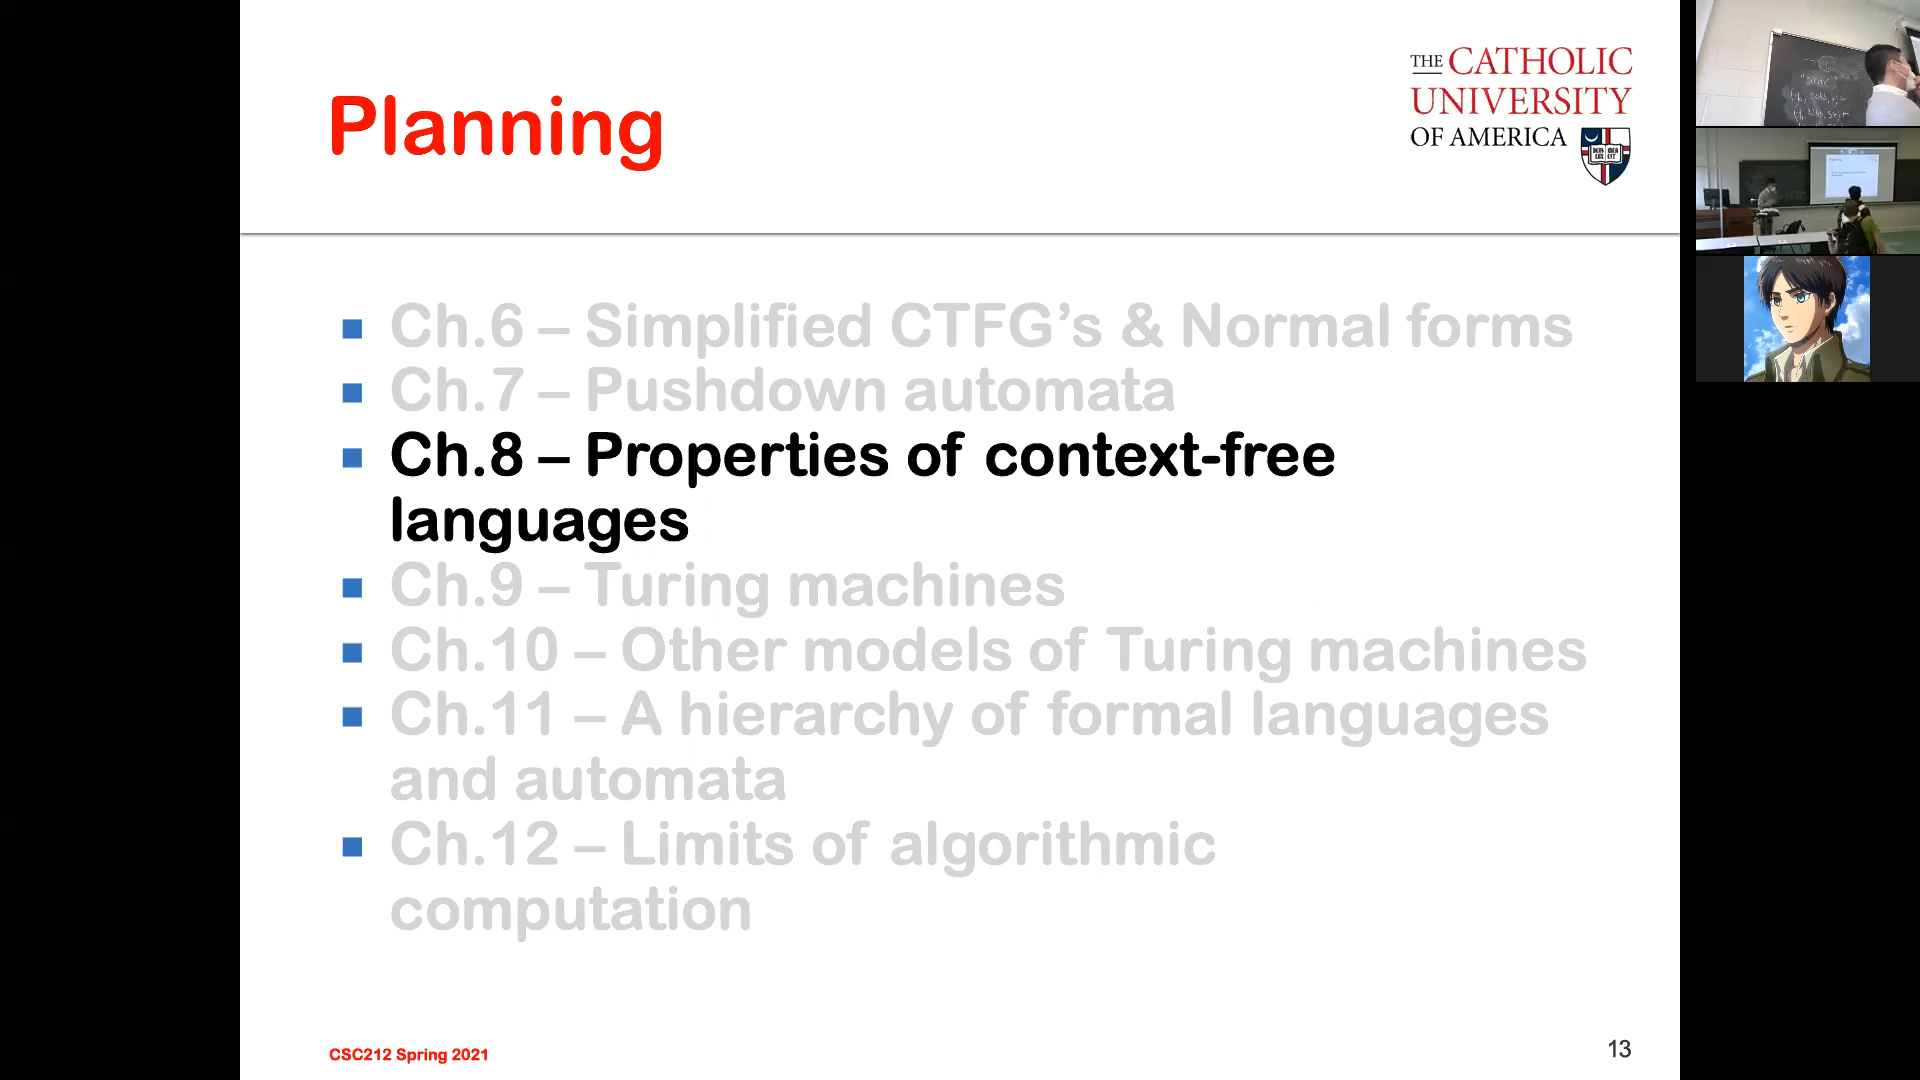 Planning
THE CATHOLIC
UNIVERSITY
OF AMERICA
Ch.6 – Simplified CTFG's & Normal forms
Ch.7 – Pushdown automata
Ch.8 – Properties of context-free
languages
Ch.9 – Turing machines
Ch.10 – Other models of Turing machines
Ch.11 – A hierarchy of formal languages
and automata
Ch.12 – Limits of algorithmic
computation
CSC212 Spring 2021
13